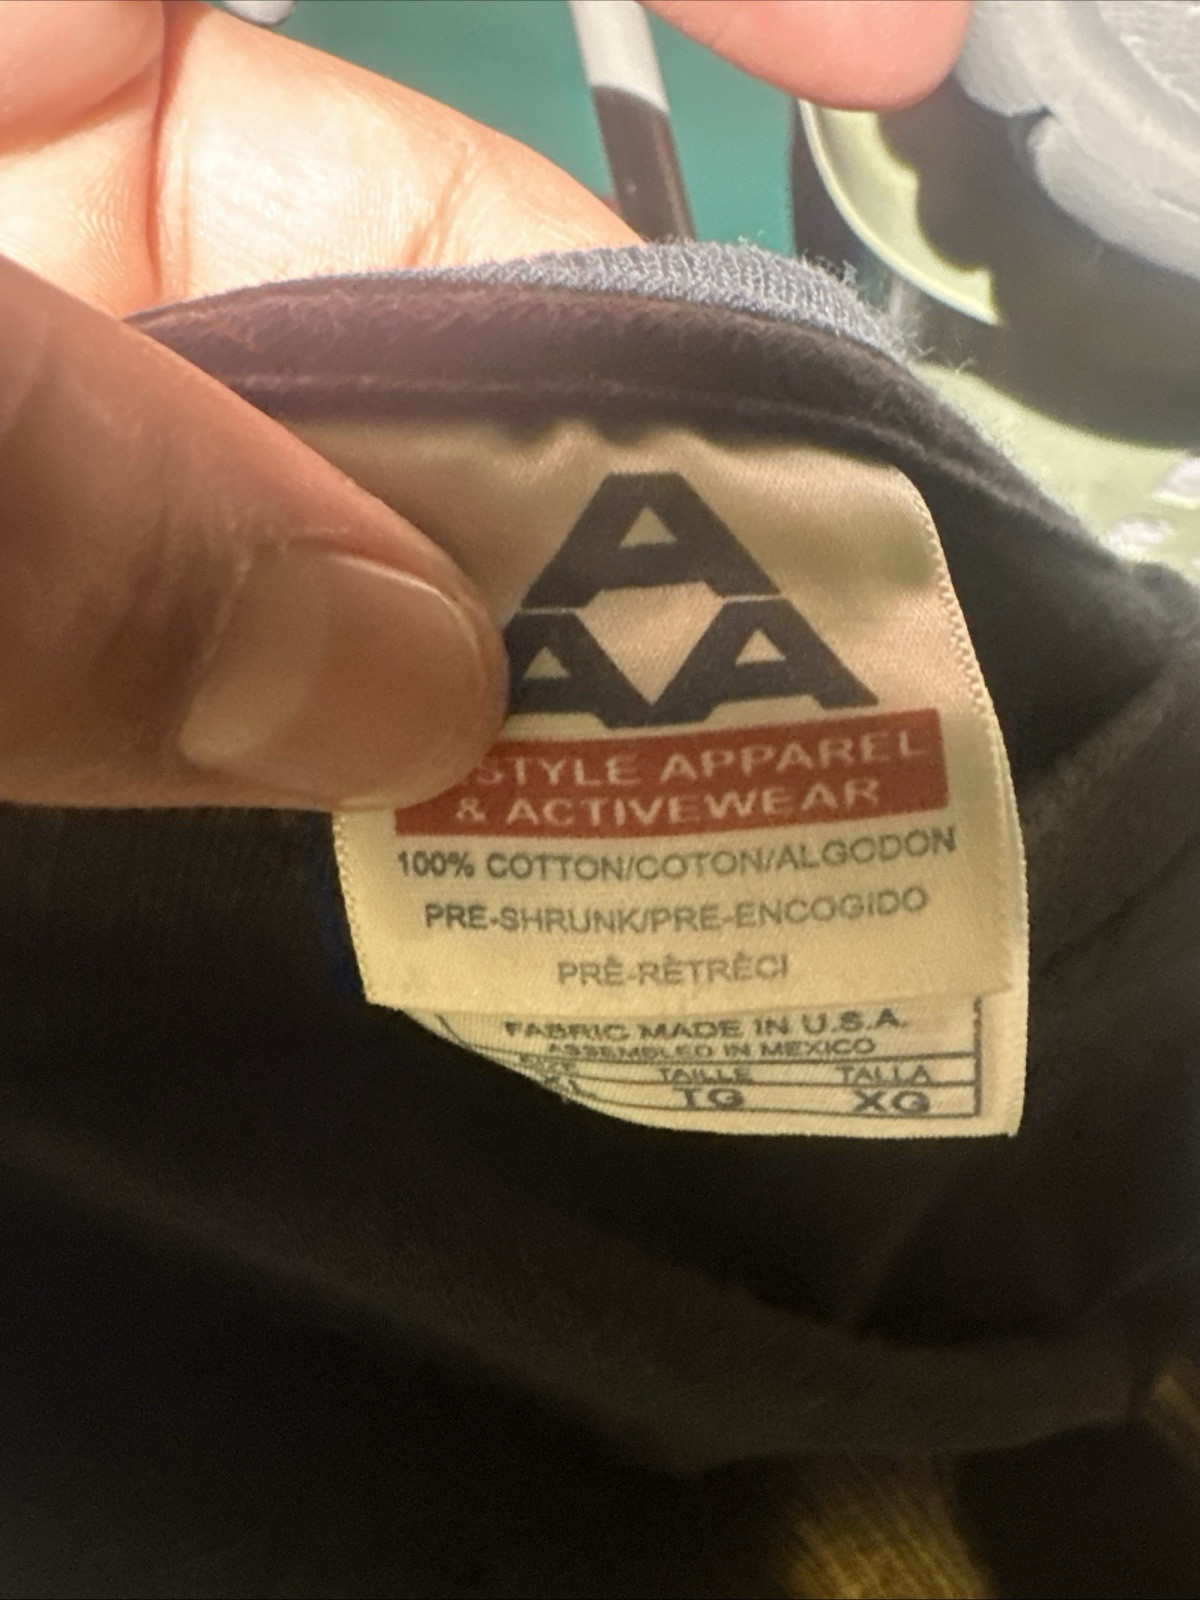 A
AA
STYLE APPAREL
& ACTIVEWEAR
100% COTTON/COTON/ALGODON
PRE-SHRUNK/PRE-ENCOGIDO
PRÊ-RÊTRÊCI
FABRIC MADE IN U.S.A.
ASSEMBLED IN MEXICO
TAILLE TALLA
TG XG